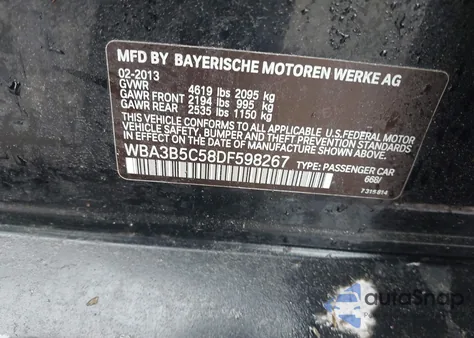 MFD BY BAYERISCHE MOTOREN WERKE AG
02-2013
GVWR 4619 lbs 2095 kg
GAWR FRONT 2194 lbs 995 kg
GAWR REAR 2535 lbs 1150 kg
THIS VEHICLE CONFORMS TO ALL APPLICABLE U.S. FEDERAL MOTOR
VEHICLE SAFETY, BUMPER AND THEFT PREVENTION STANDARDS
IN EFFECT ON THE DATE OF MANUFACTURE SHOWN ABOVE.
WBA3B5C58DF598267 TYPE: PASSENGER CAR
668/
7315814
autoSnap